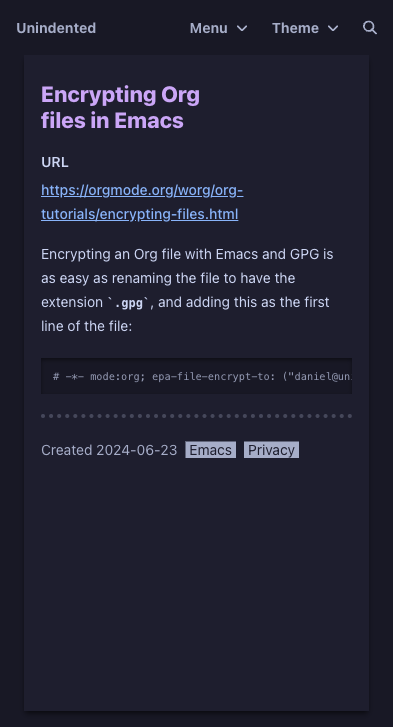 Unindented Menu Theme
Encrypting Org
files in Emacs
URL
https://orgmode.org/worg/org-
tutorials/encrypting-files.html
Encrypting an Org file with Emacs and GPG is
as easy as renaming the file to have the
extension `.gpg`, and adding this as the first
line of the file:
# -*- mode:org; epa-file-encrypt-to: ("daniel@un
Created 2024-06-23 Emacs Privacy